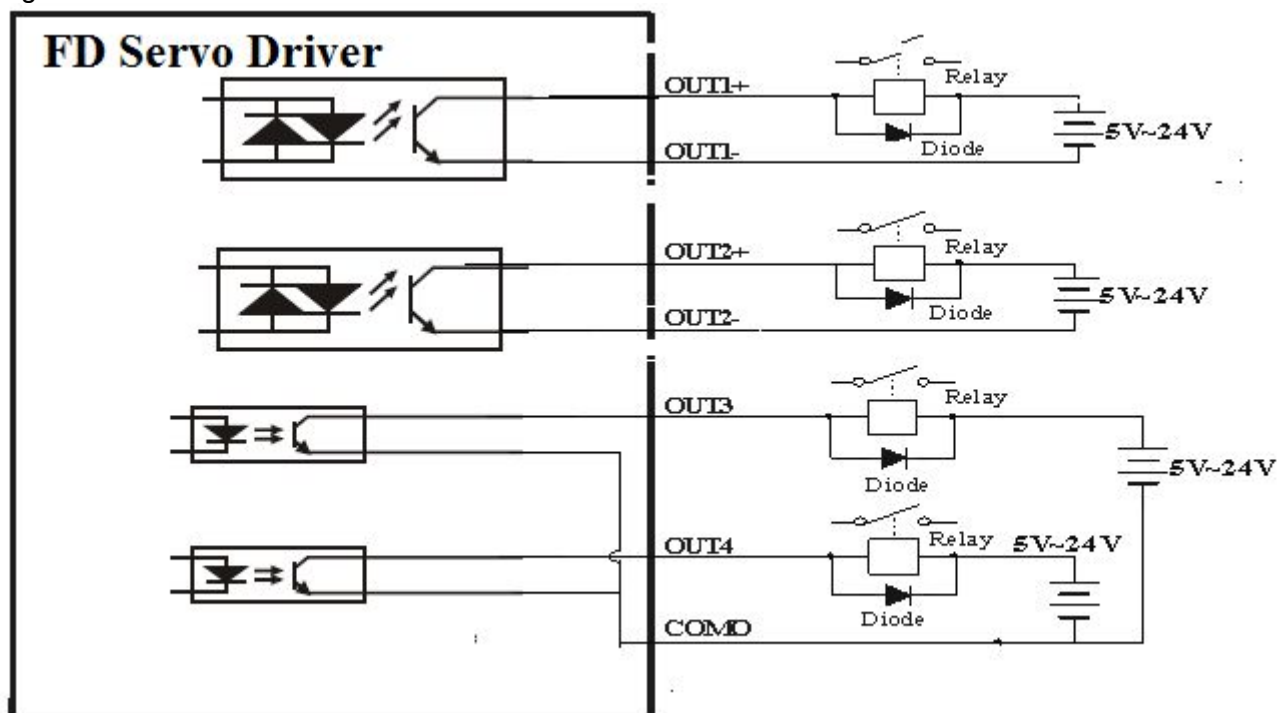 FD Servo Driver
OUT1+
Relay
5V~24V
OUT1-
Diode
OUT2+
Relay
5V~24V
OUT2-
Diode
OUT3
Relay
5V~24V
Diode
OUT4
Relay
5V~24V
Diode
COMO